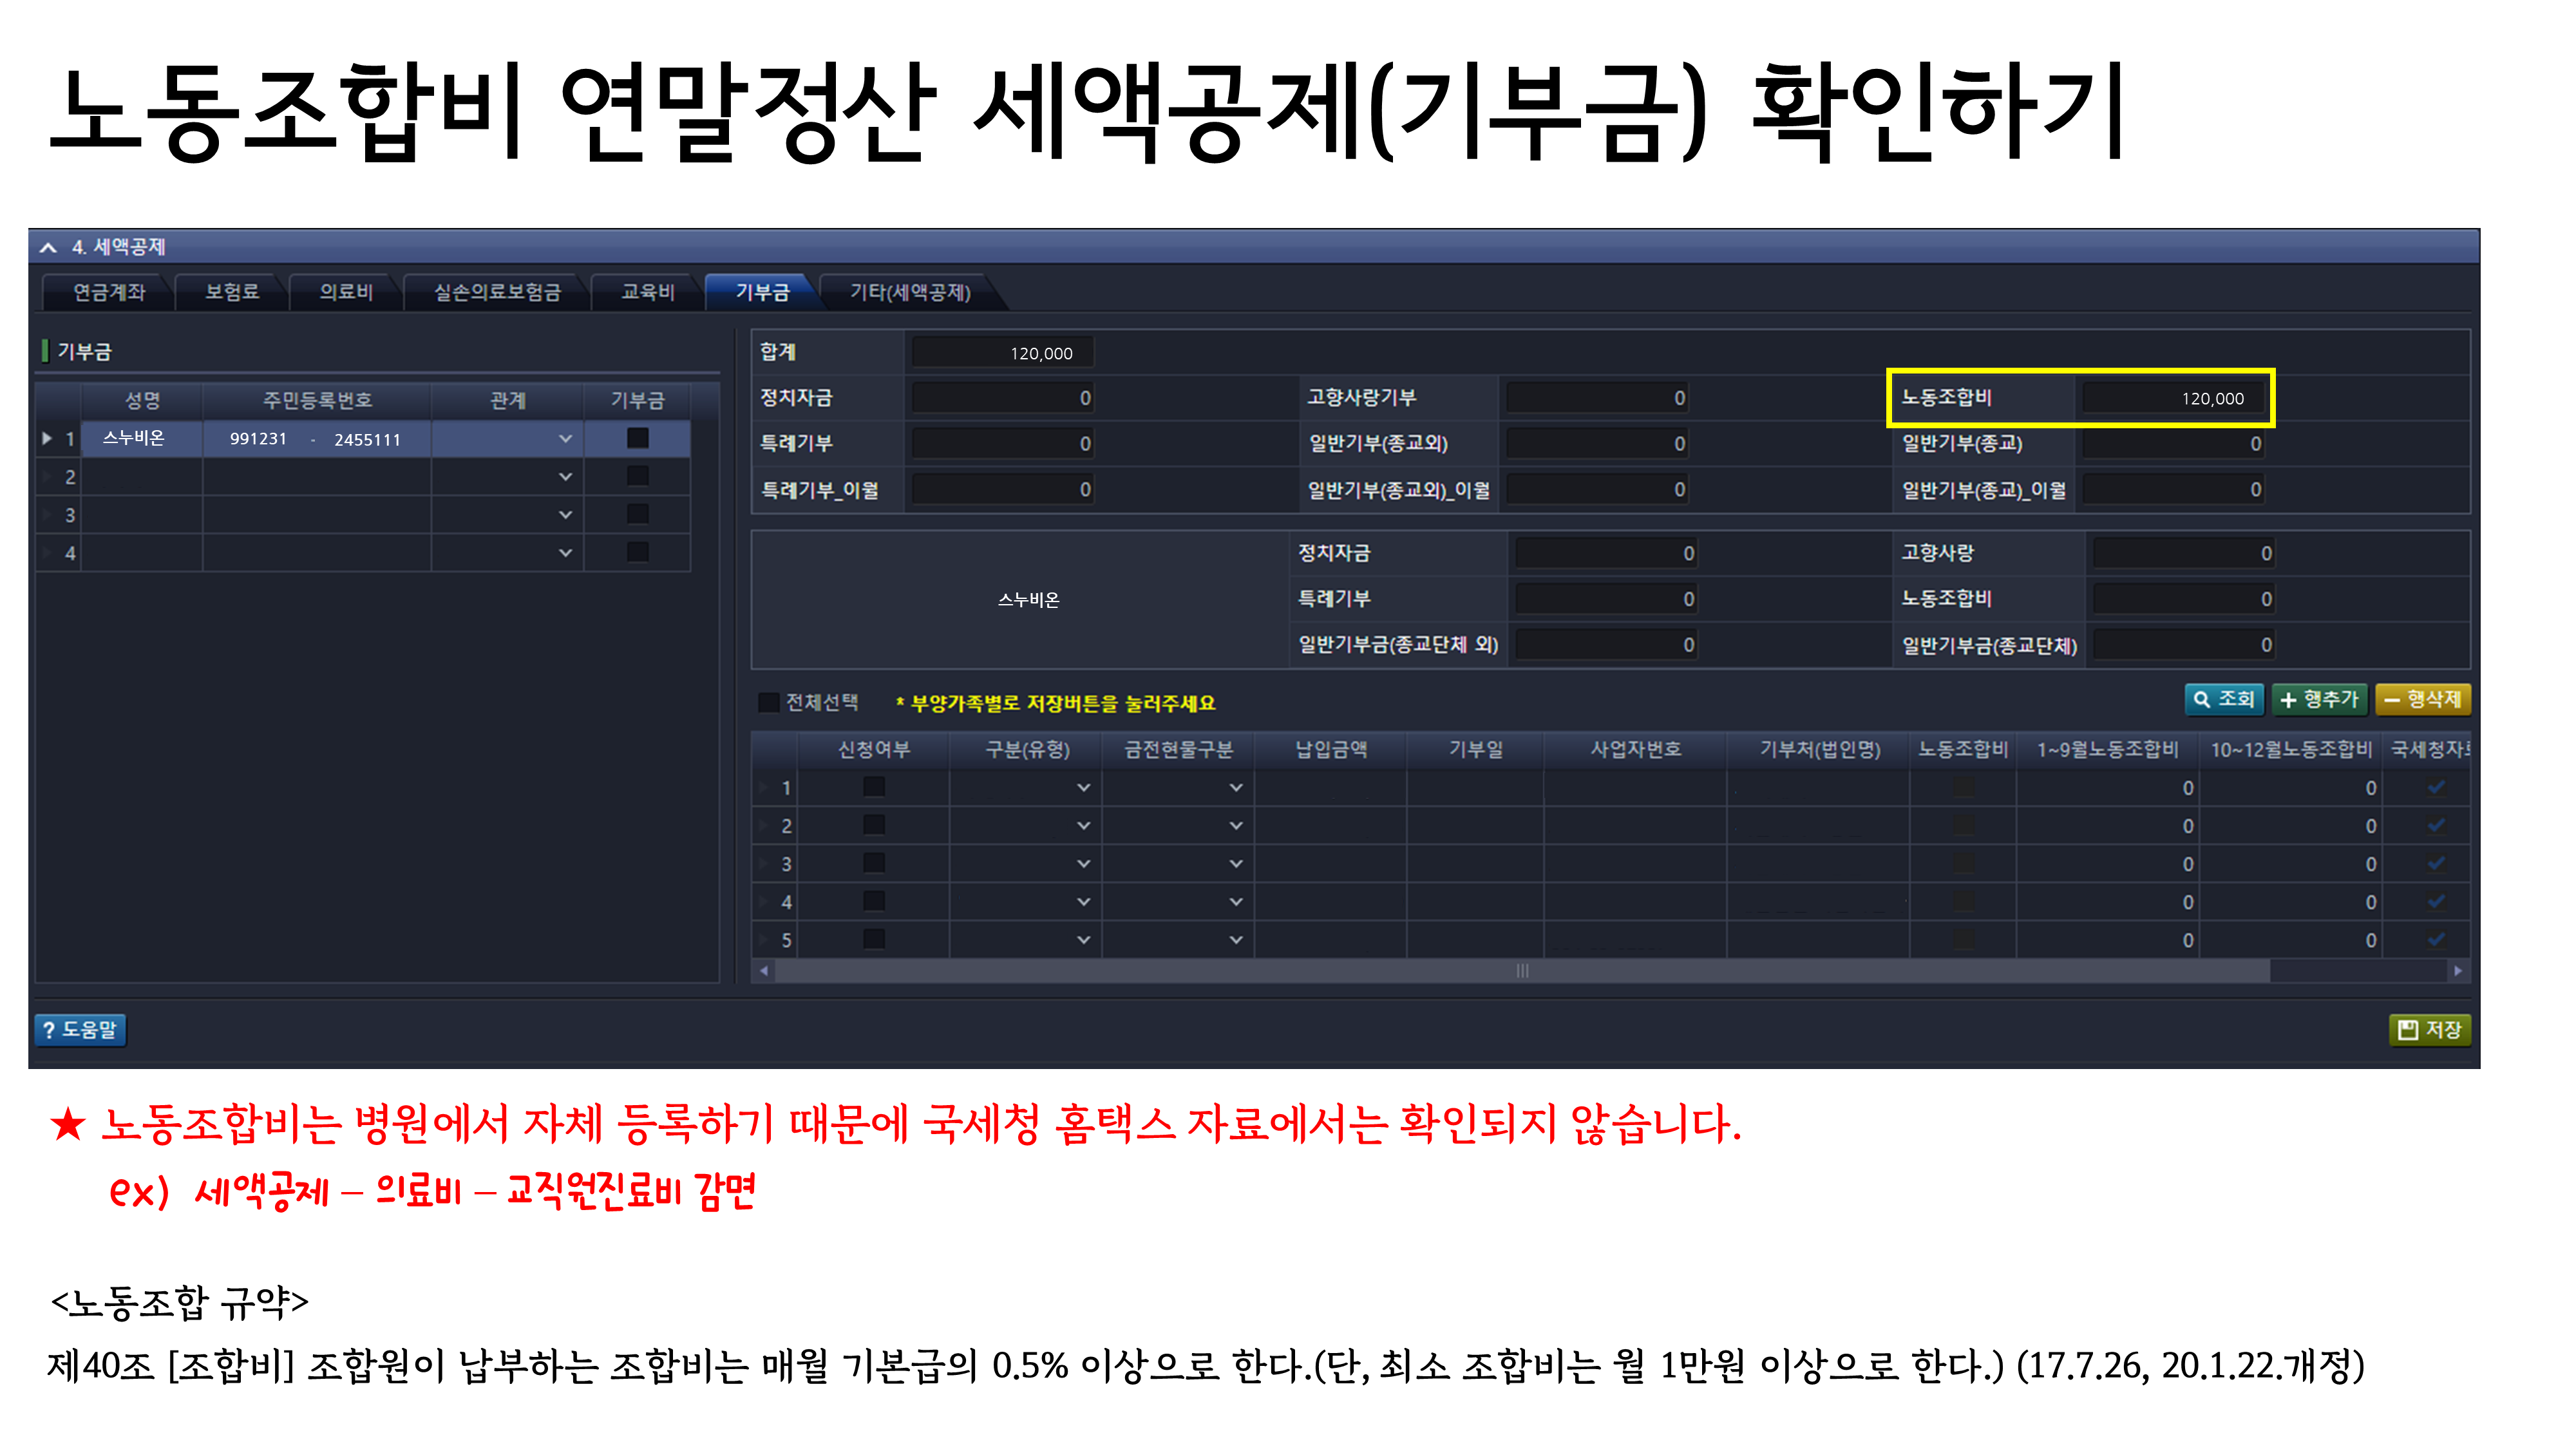 노동조합비 연말정산 세액공제(기부금) 확인하기
4. 세액공제
연금계좌 보험료 의료비 실손의료보험금 교육비 기부금 기타(세액공제)
기부금
성명 주민등록번호 관계 기부금
1 스누비온 991231 - 2455111
2
3
4
합계 120,000
정치자금 0 고향사랑기부 0 노동조합비 120,000
특례기부 0 일반기부(종교외) 0 일반기부(종교) 0
특례기부_이월 0 일반기부(종교외)_이월 0 일반기부(종교)_이월 0
스누비온
정치자금 0 고향사랑 0
특례기부 0 노동조합비 0
일반기부금(종교단체 외) 0 일반기부금(종교단체) 0
전체선택 * 부양가족별로 저장버튼을 눌러주세요 조회 행추가 행삭제
신청여부 구분(유형) 금전현물구분 납입금액 기부일 사업자번호 기부처(법인명) 노동조합비 1~9월노동조합비 10~12월노동조합비 국세청자
1 0 0
2 0 0
3 0 0
4 0 0
5 0 0
? 도움말 저장
★ 노동조합비는 병원에서 자체 등록하기 때문에 국세청 홈택스 자료에서는 확인되지 않습니다.
ex) 세액공제 – 의료비 – 교직원진료비 감면
<노동조합 규약>
제40조 [조합비] 조합원이 납부하는 조합비는 매월 기본급의 0.5% 이상으로 한다.(단, 최소 조합비는 월 1만원 이상으로 한다.) (17.7.26, 20.1.22.개정)